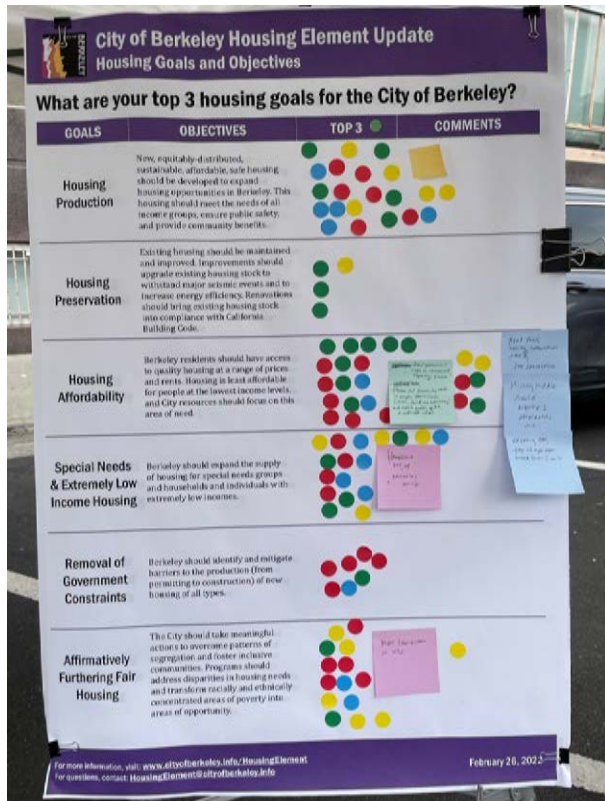 BERKELEY
City of Berkeley Housing Element Update
Housing Goals and Objectives
What are your top 3 housing goals for the City of Berkeley?
GOALS OBJECTIVES TOP 3 COMMENTS
Housing
Production
New, equitably-distributed,
sustainable, affordable, safe housing
should be developed to expand
housing opportunities in Berkeley. This
housing should meet the needs of all
income groups, ensure public safety,
and provide community benefits.
Housing
Preservation
Existing housing should be maintained
and improved. Improvements should
upgrade existing housing stock to
withstand major seismic events and to
increase energy efficiency. Renovations
should bring existing housing stock
into compliance with California
Building Code.
Housing
Affordability
Berkeley residents should have access
to quality housing at a range of prices
and rents. Housing is least affordable
for people at the lowest income levels,
and City resources should focus on this
area of need.
Special Needs
& Extremely Low
Income Housing
Berkeley should expand the supply
of housing for special needs groups
and households and individuals with
extremely low incomes.
Removal of
Government
Constraints
Berkeley should identify and mitigate
barriers to the production (from
permitting to construction) of new
housing of all types.
Affirmatively
Furthering Fair
Housing
The City should take meaningful
actions to overcome patterns of
segregation and foster inclusive
communities. Programs should
address disparities in housing needs
and transform racially and ethnically
concentrated areas of poverty into
areas of opportunity.
For more information, visit: www.cityofberkeley.info/HousingElement
For questions, contact: HousingElement@cityofberkeley.info
February 26, 2022